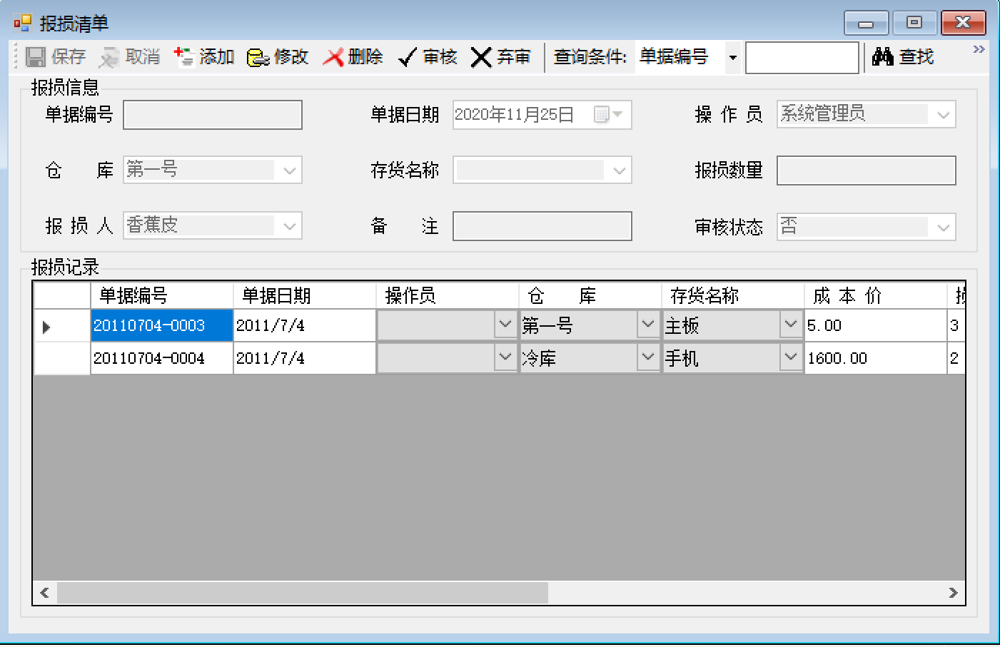 报损清单
保存 取消 添加 修改 删除 审核 弃审 查询条件: 单据编号 查找 »
报损信息
单据编号 单据日期 2020年11月25日 操 作 员 系统管理员
仓 库 第一号 存货名称 报损数量
报 损 人 香蕉皮 备 注 审核状态 否
报损记录
单据编号 单据日期 操作员 仓 库 存货名称 成 本 价
20110704-0003 2011/7/4 第一号 主板 5.00 3
20110704-0004 2011/7/4 冷库 手机 1600.00 2